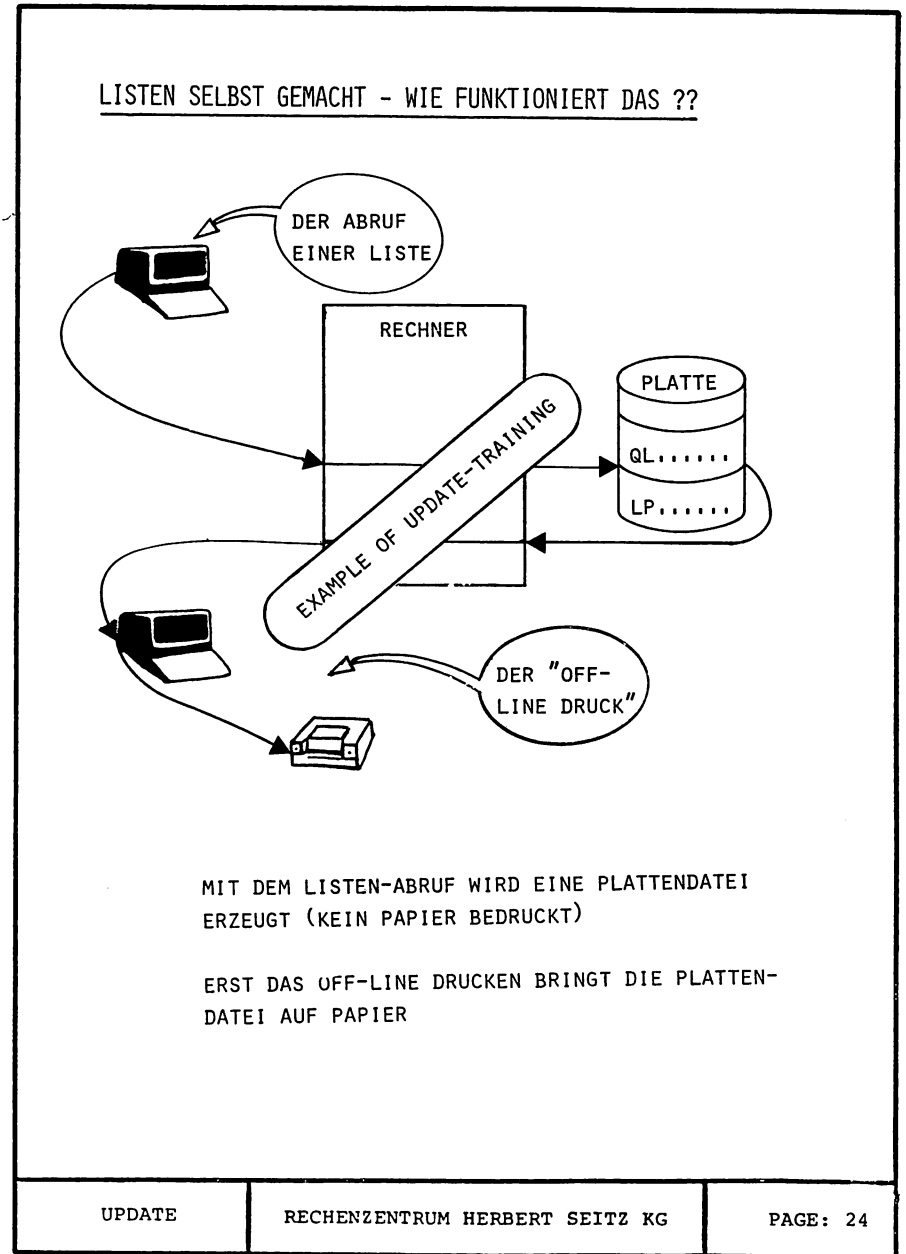 LISTEN SELBST GEMACHT - WIE FUNKTIONIERT DAS ??
DER ABRUF
EINER LISTE
RECHNER
PLATTE
QL......
LP......
EXAMPLE OF UPDATE-TRAINING
DER "OFF-
LINE DRUCK"
MIT DEM LISTEN-ABRUF WIRD EINE PLATTENDATEI
ERZEUGT (KEIN PAPIER BEDRUCKT)
ERST DAS OFF-LINE DRUCKEN BRINGT DIE PLATTEN-
DATEI AUF PAPIER
UPDATE
RECHENZENTRUM HERBERT SEITZ KG
PAGE: 24